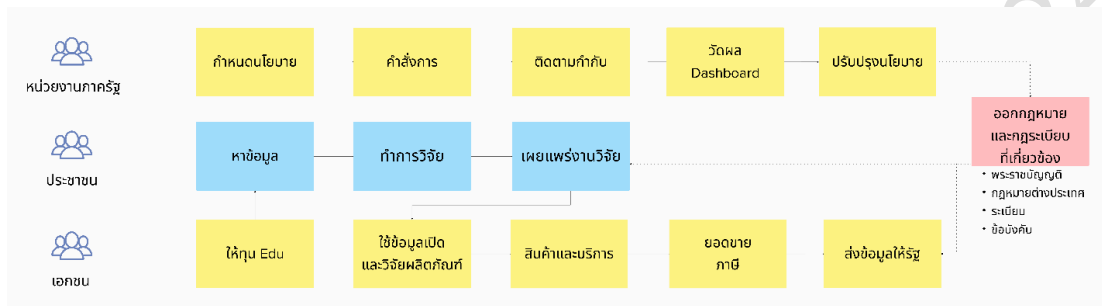 หน่วยงานภาครัฐ
กำหนดนโยบาย
คำสั่งการ
ติดตามกำกับ
วัดผล
Dashboard
ปรับปรุงนโยบาย
ออกกฎหมาย
และกฎระเบียบ
ที่เกี่ยวข้อง
• พระราชบัญญัติ
• กฎหมายต่างประเทศ
• ระเบียบ
• ข้อบังคับ
ประชาชน
หาข้อมูล
ทำการวิจัย
เผยแพร่งานวิจัย
เอกชน
ให้ทุน Edu
ใช้ข้อมูลเปิด
และวิจัยผลิตภัณฑ์
สินค้าและบริการ
ยอดขาย
ภาษี
ส่งข้อมูลให้รัฐ